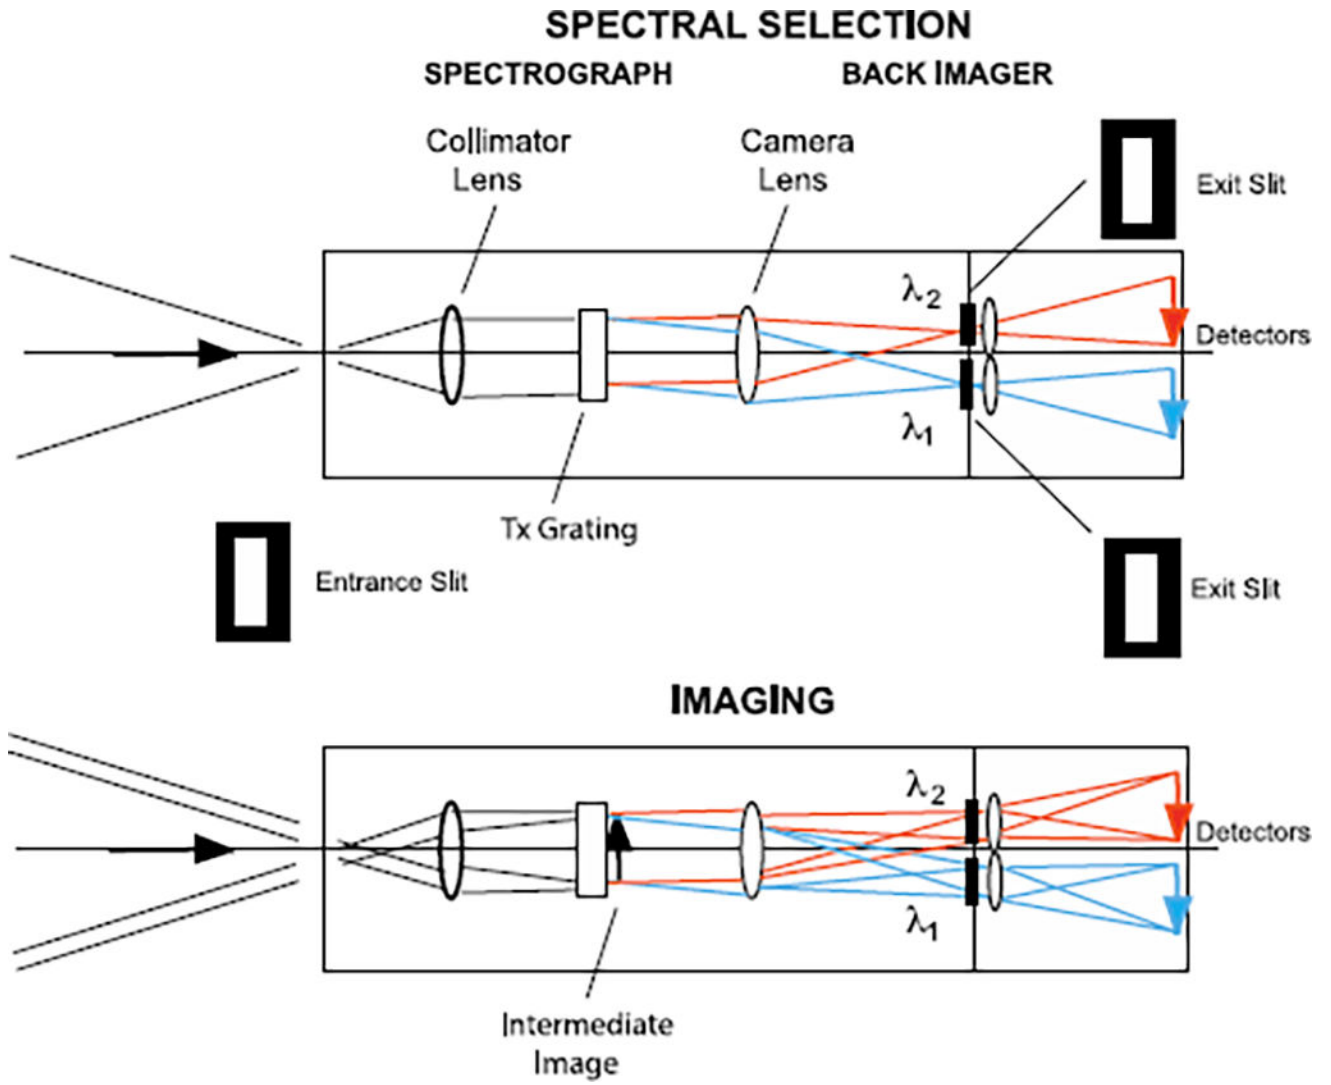 SPECTRAL SELECTION
SPECTROGRAPH
BACK IMAGER
Collimator
Lens
Camera
Lens
Exit Slit
λ2
Detectors
λ1
Tx Grating
Entrance Slit
Exit Slit
IMAGING
λ2
Detectors
λ1
Intermediate
Image